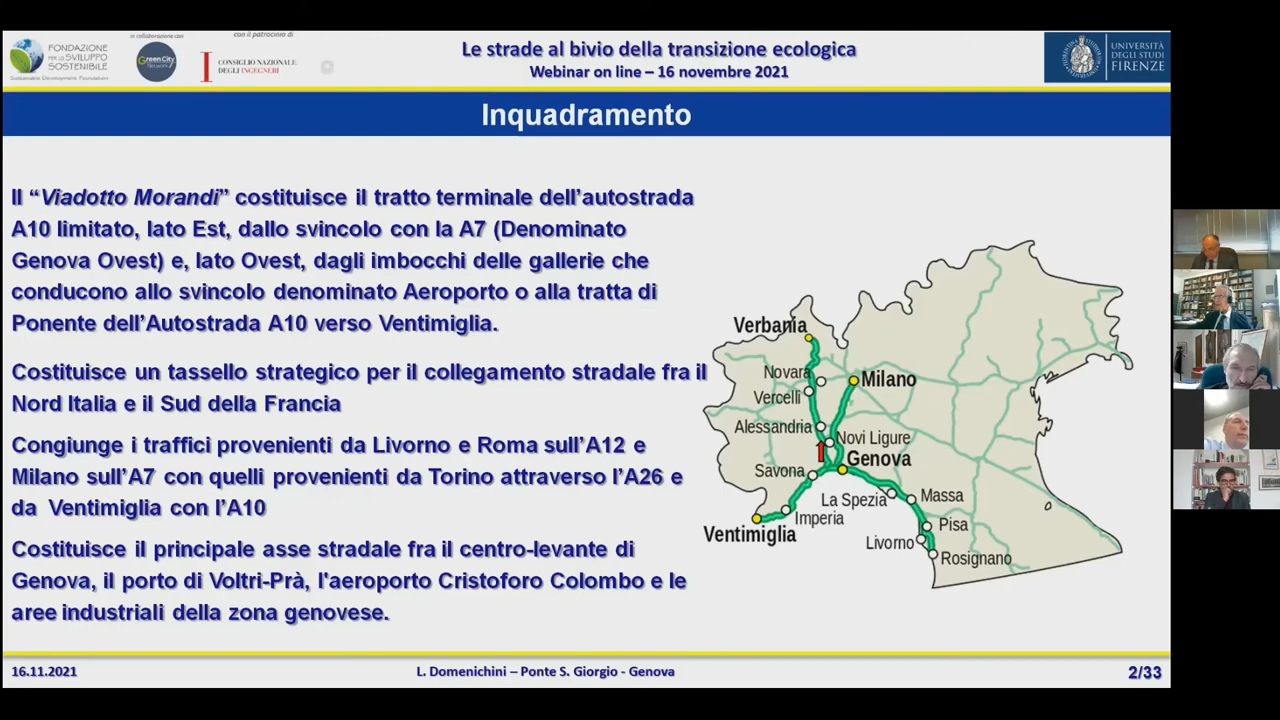 FONDAZIONE
PER LO SVILUPPO
SOSTENIBILE
Sustainable Development Foundation
in collaborazione con
GreenCity
Network
con il patrocinio di
CONSIGLIO NAZIONALE
DEGLI INGEGNERI
Le strade al bivio della transizione ecologica
Webinar on line – 16 novembre 2021
UNIVERSITÀ
DEGLI STUDI
FIRENZE
Inquadramento
Il “Viadotto Morandi” costituisce il tratto terminale dell’autostrada
A10 limitato, lato Est, dallo svincolo con la A7 (Denominato
Genova Ovest) e, lato Ovest, dagli imbocchi delle gallerie che
conducono allo svincolo denominato Aeroporto o alla tratta di
Ponente dell’Autostrada A10 verso Ventimiglia.
Costituisce un tassello strategico per il collegamento stradale fra il
Nord Italia e il Sud della Francia
Congiunge i traffici provenienti da Livorno e Roma sull’A12 e
Milano sull’A7 con quelli provenienti da Torino attraverso l’A26 e
da Ventimiglia con l’A10
Costituisce il principale asse stradale fra il centro-levante di
Genova, il porto di Voltri-Prà, l'aeroporto Cristoforo Colombo e le
aree industriali della zona genovese.
Verbania
Novara
Milano
Vercelli
Alessandria
Novi Ligure
Genova
Savona
La Spezia
Massa
Imperia
Ventimiglia
Pisa
Livorno
Rosignano
16.11.2021
L. Domenichini – Ponte S. Giorgio - Genova
2/33